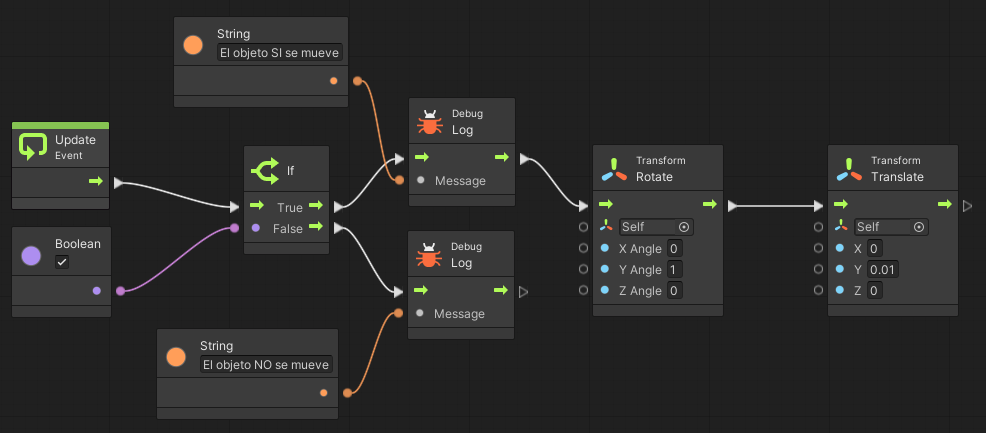 String
El objeto SI se mueve
Update
Event
Boolean
If
True
False
Debug
Log
Message
Debug
Log
Message
String
El objeto NO se mueve
Transform
Rotate
Self
X Angle 0
Y Angle 1
Z Angle 0
Transform
Translate
Self
X 0
Y 0.01
Z 0